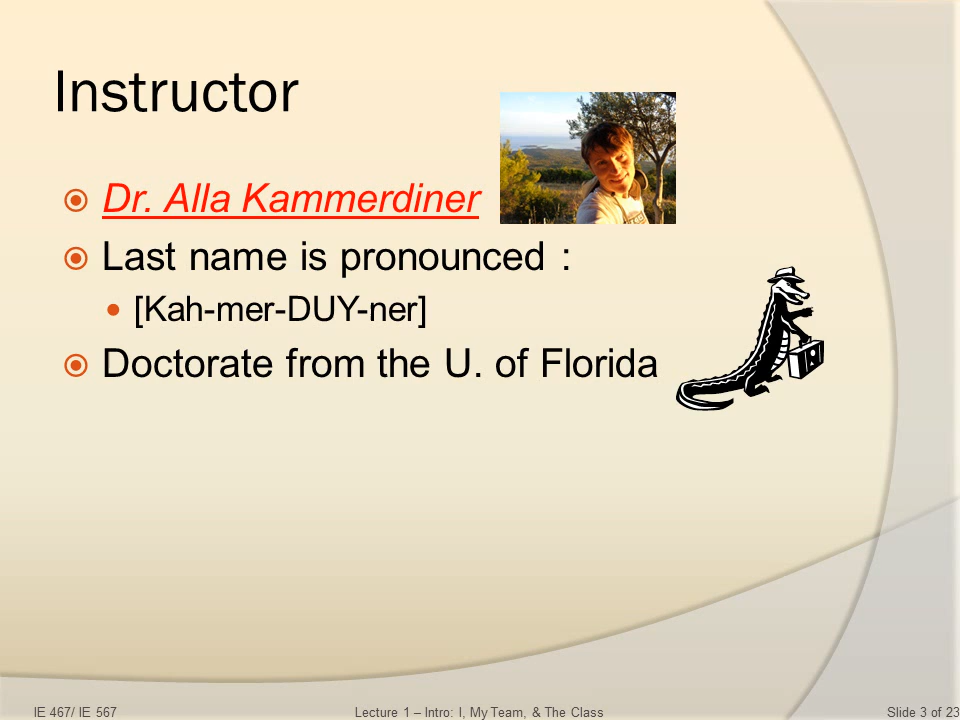 Instructor
Dr. Alla Kammerdiner
Last name is pronounced :
[Kah-mer-DUY-ner]
Doctorate from the U. of Florida
IE 467/ IE 567
Lecture 1 – Intro: I, My Team, & The Class
Slide 3 of 23